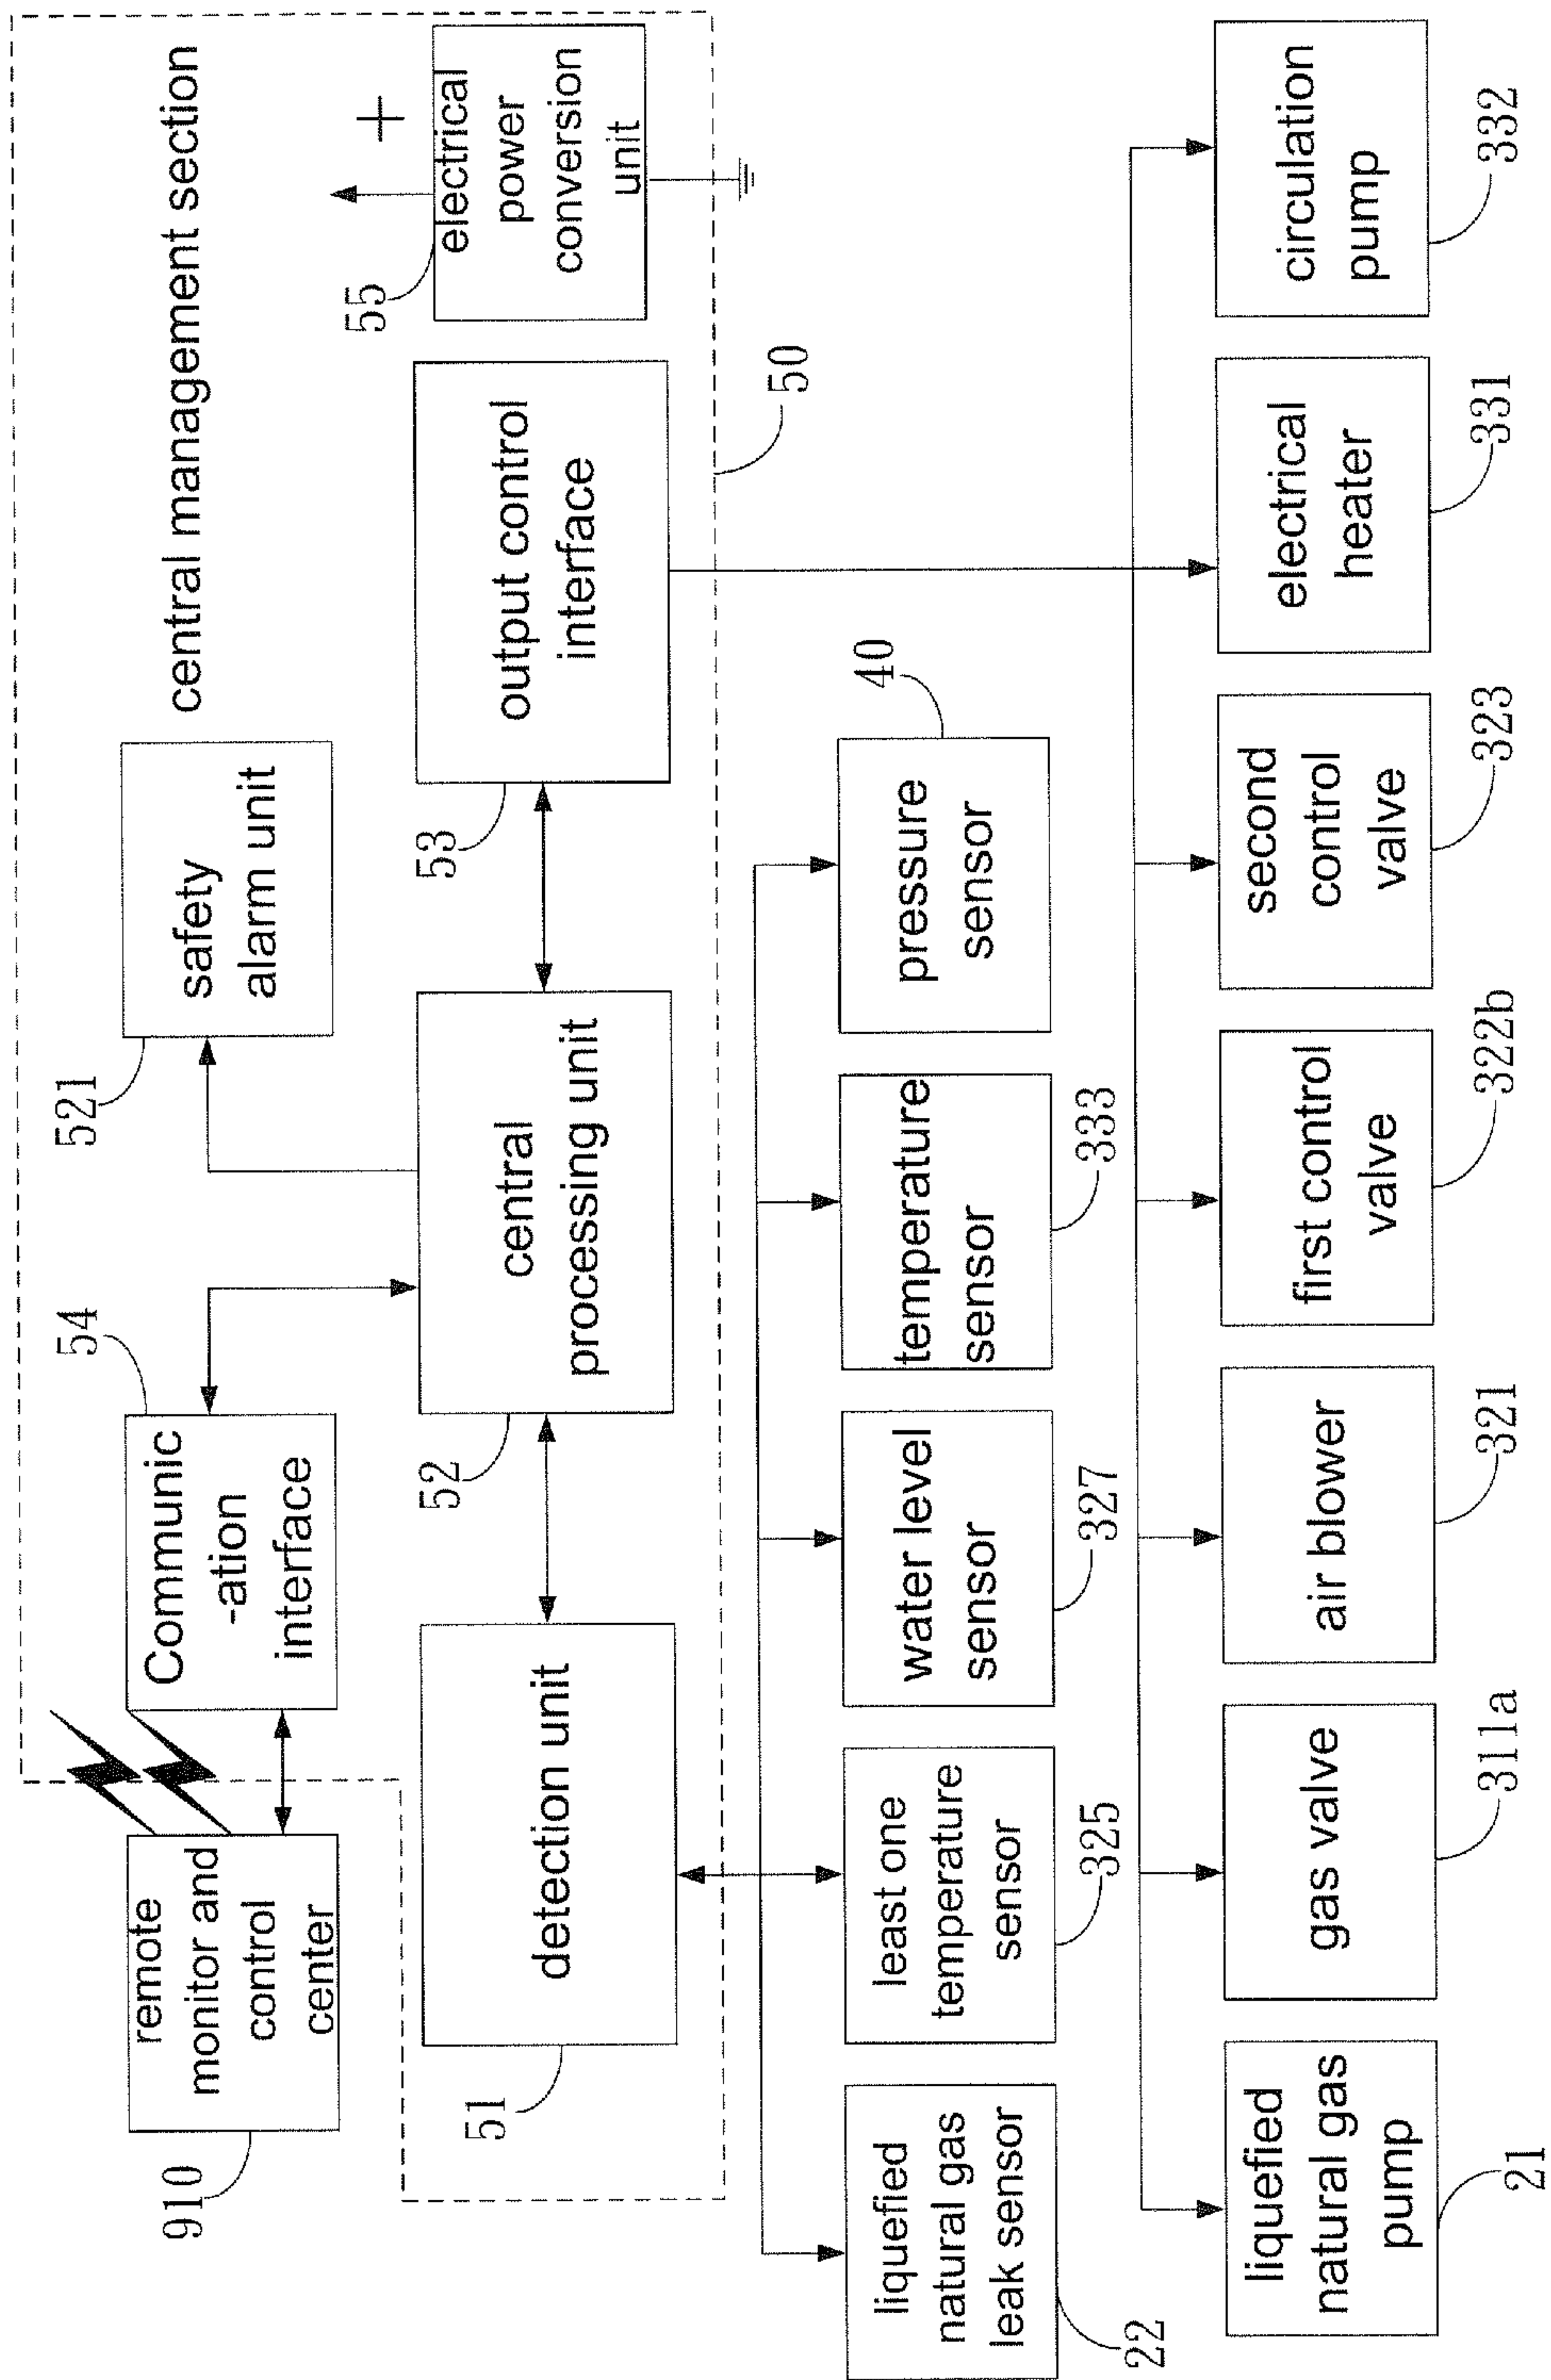 central management section
910
remote
monitor and
control
center
54
Communic
-ation
interface
521
safety
alarm unit
55
+
electrical
power
conversion
unit
51
detection unit
52
central
processing unit
53
output control
interface
50
22
liquefied
natural gas
leak sensor
325
least one
temperature
sensor
327
water level
sensor
333
temperature
sensor
40
pressure
sensor
21
liquefied
natural gas
pump
311a
gas valve
321
air blower
322b
first control
valve
323
second
control
valve
331
electrical
heater
332
circulation
pump